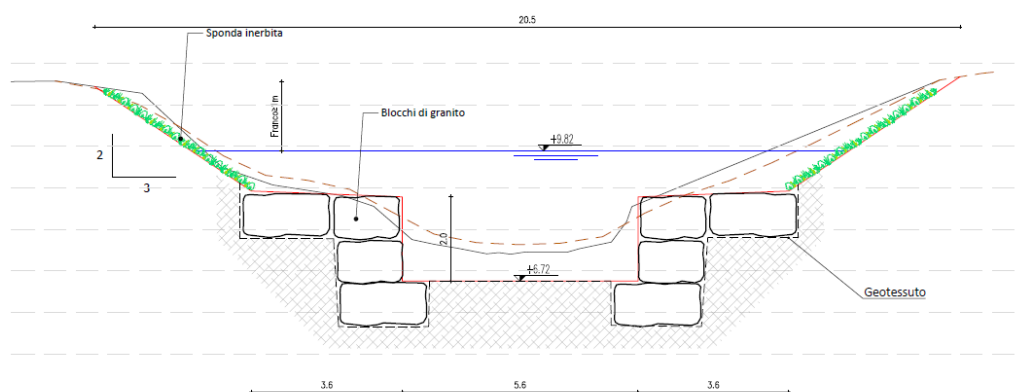 20.5
Sponda inerbita
Franco≥1m
Blocchi di granito
+9.82
2
3
2.0
+6.72
Geotessuto
3.6
5.6
3.6